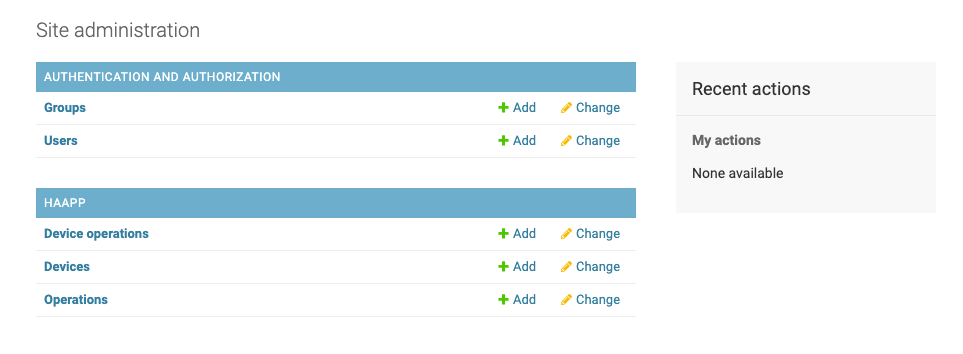 Site administration
AUTHENTICATION AND AUTHORIZATION
Groups Add Change
Users Add Change
HAAPP
Device operations Add Change
Devices Add Change
Operations Add Change
Recent actions
My actions
None available